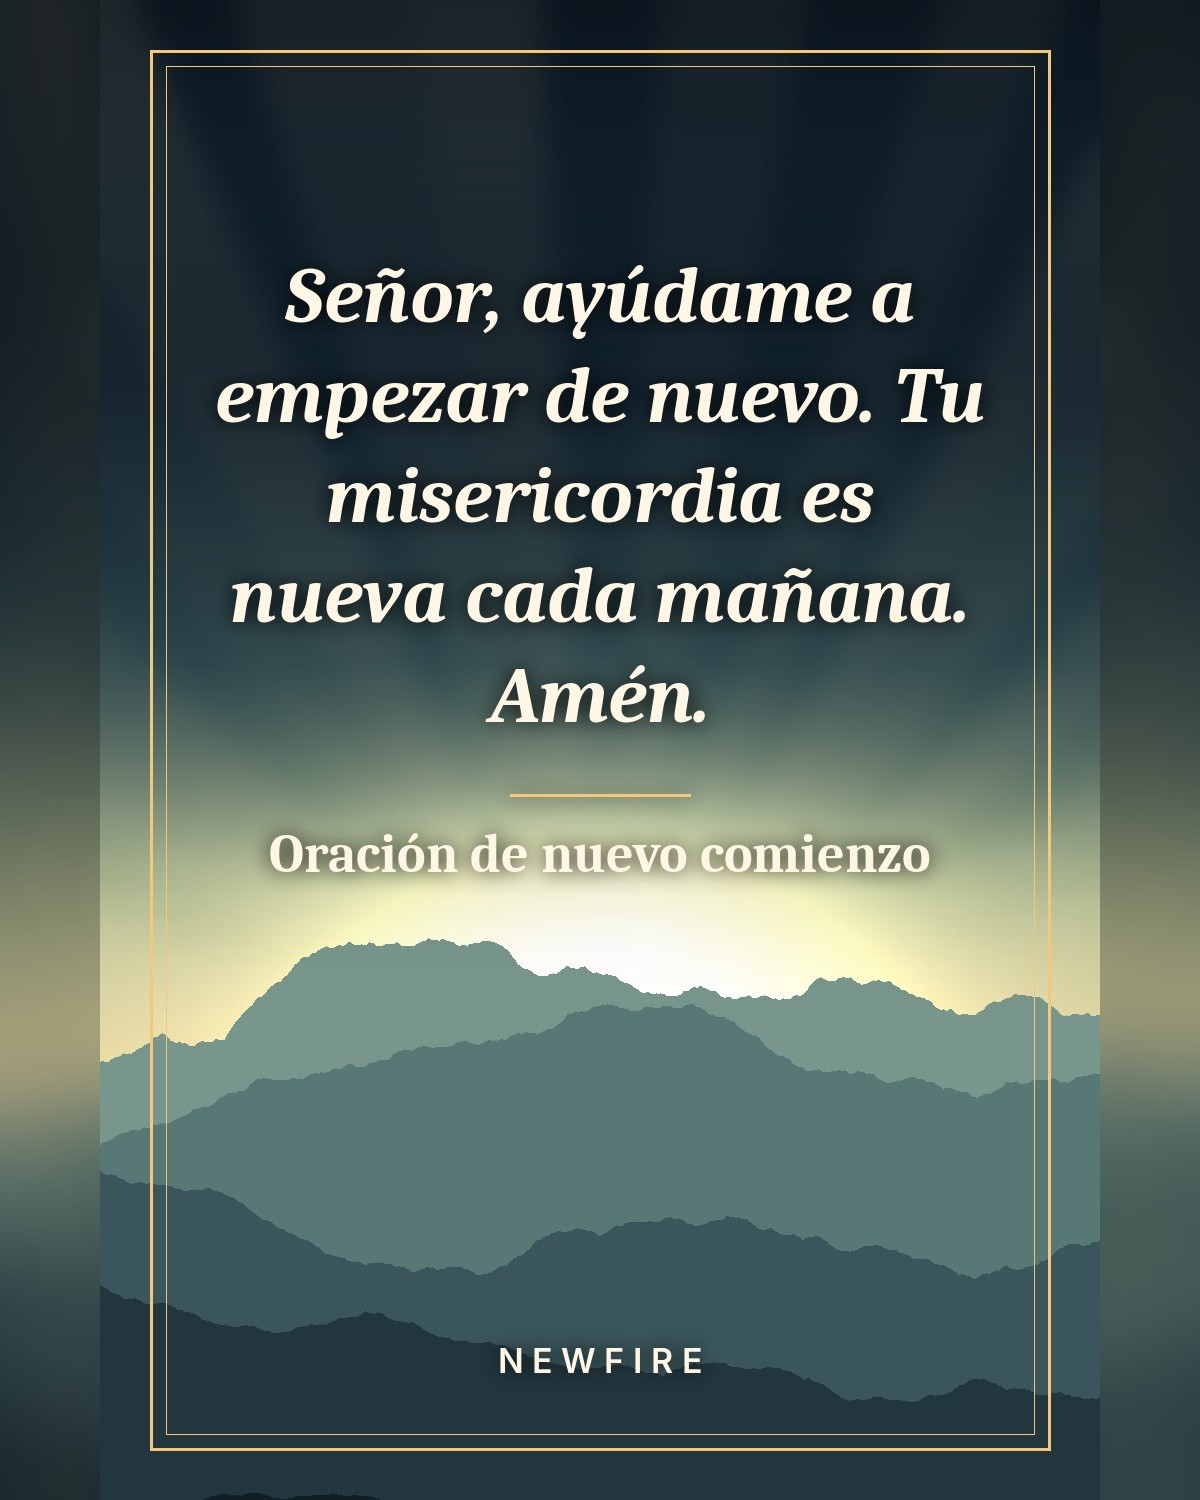 Señor, ayúdame a
empezar de nuevo. Tu
misericordia es
nueva cada mañana.
Amén.
Oración de nuevo comienzo
NEWFIRE